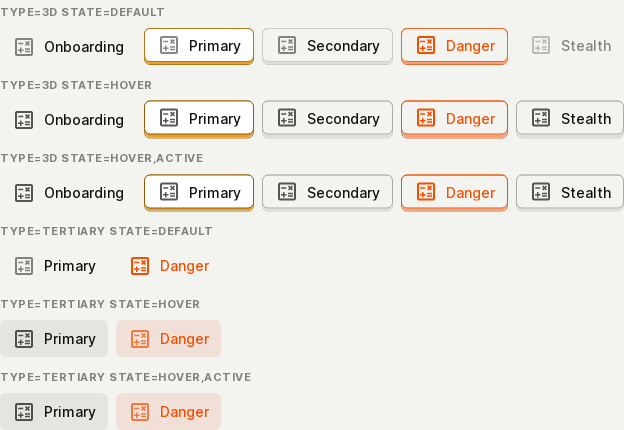 TYPE=3D STATE=DEFAULT
Onboarding Primary Secondary Danger Stealth
TYPE=3D STATE=HOVER
Onboarding Primary Secondary Danger Stealth
TYPE=3D STATE=HOVER,ACTIVE
Onboarding Primary Secondary Danger Stealth
TYPE=TERTIARY STATE=DEFAULT
Primary Danger
TYPE=TERTIARY STATE=HOVER
Primary Danger
TYPE=TERTIARY STATE=HOVER,ACTIVE
Primary Danger